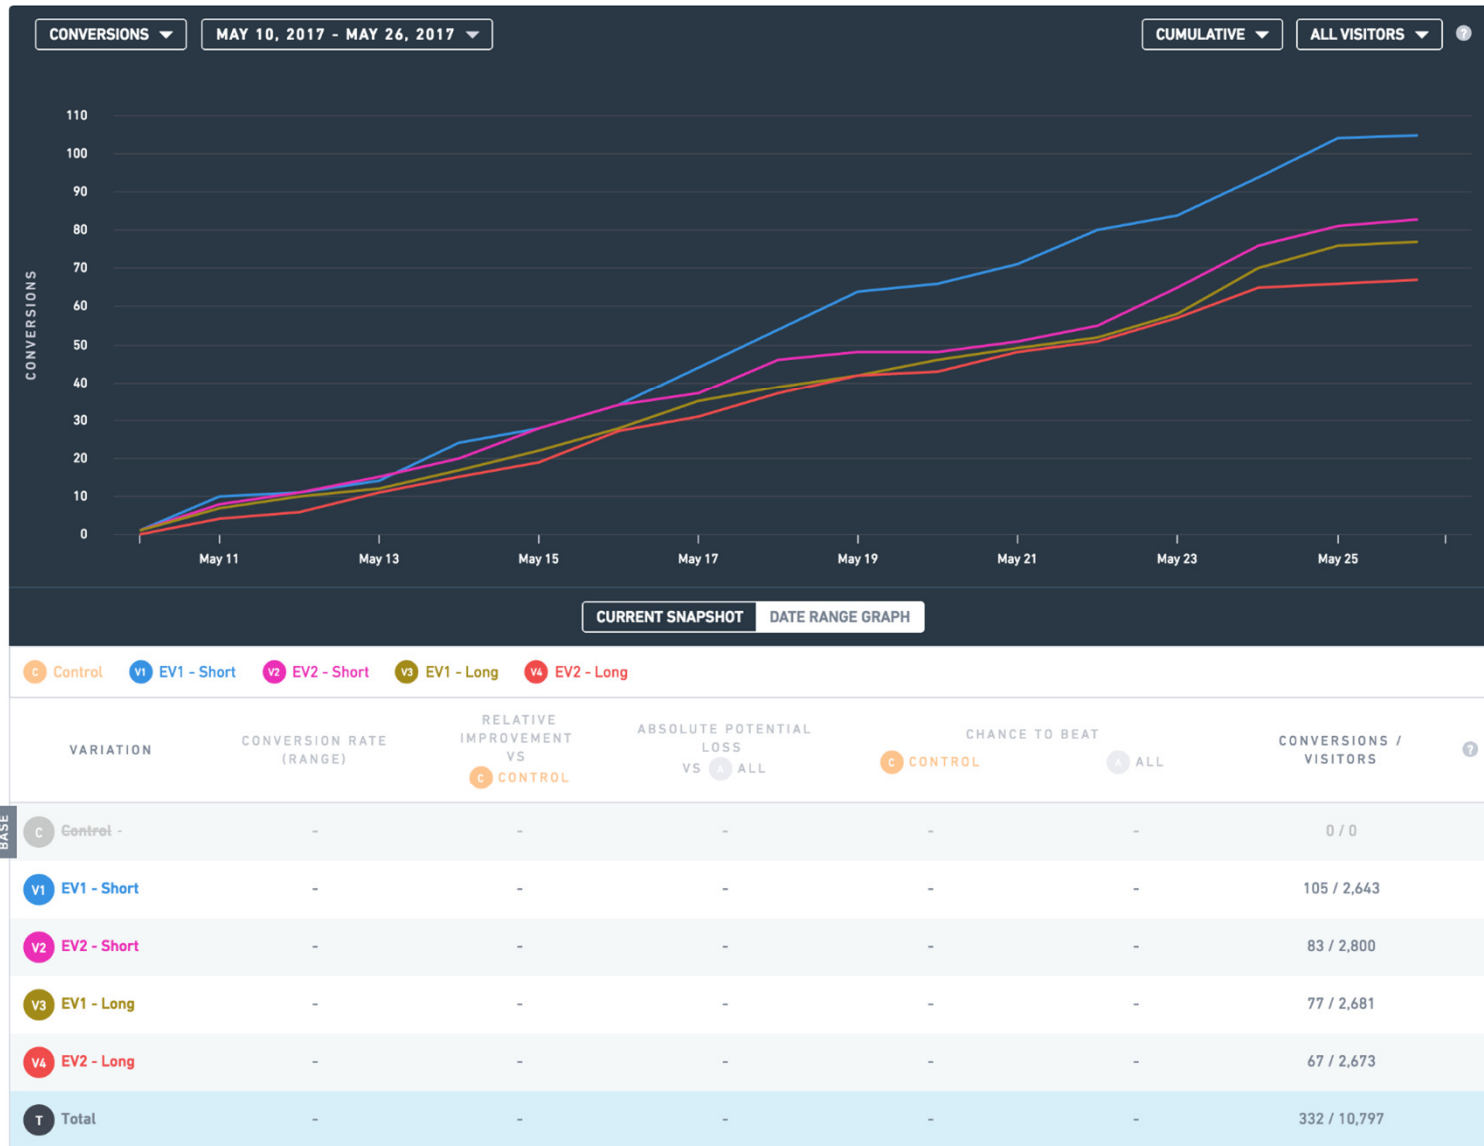 CONVERSIONS MAY 10, 2017 - MAY 26, 2017 CUMULATIVE ALL VISITORS ?
110
100
90
80
70
60
50
40
30
20
10
0
CONVERSIONS
May 11 May 13 May 15 May 17 May 19 May 21 May 23 May 25
CURRENT SNAPSHOT DATE RANGE GRAPH
C Control V1 EV1 - Short V2 EV2 - Short V3 EV1 - Long V4 EV2 - Long
VARIATION
CONVERSION RATE
(RANGE)
RELATIVE
IMPROVEMENT
VS
C CONTROL
ABSOLUTE POTENTIAL
LOSS
VS A ALL
CHANCE TO BEAT
C CONTROL A ALL
CONVERSIONS /
VISITORS
?
BASE
C Control - - - - - - 0 / 0
V1 EV1 - Short - - - - - 105 / 2,643
V2 EV2 - Short - - - - - 83 / 2,800
V3 EV1 - Long - - - - - 77 / 2,681
V4 EV2 - Long - - - - - 67 / 2,673
T Total - - - - - 332 / 10,797